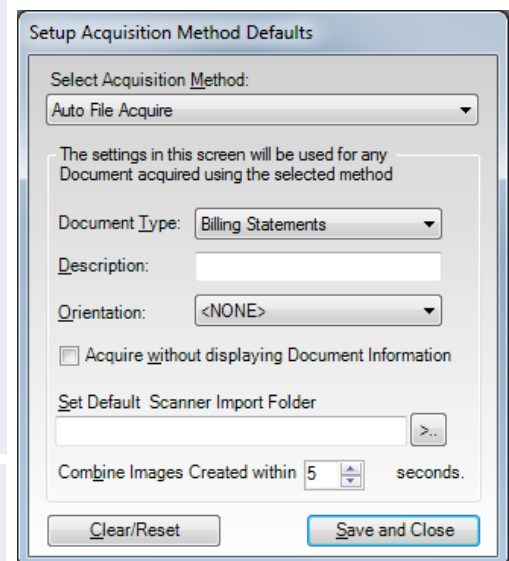 Setup Acquisition Method Defaults
Select Acquisition Method:
Auto File Acquire
The settings in this screen will be used for any
Document acquired using the selected method
Document Type: Billing Statements
Description:
Orientation: <NONE>
Acquire without displaying Document Information
Set Default Scanner Import Folder
>..
Combine Images Created within 5 seconds.
Clear/Reset Save and Close